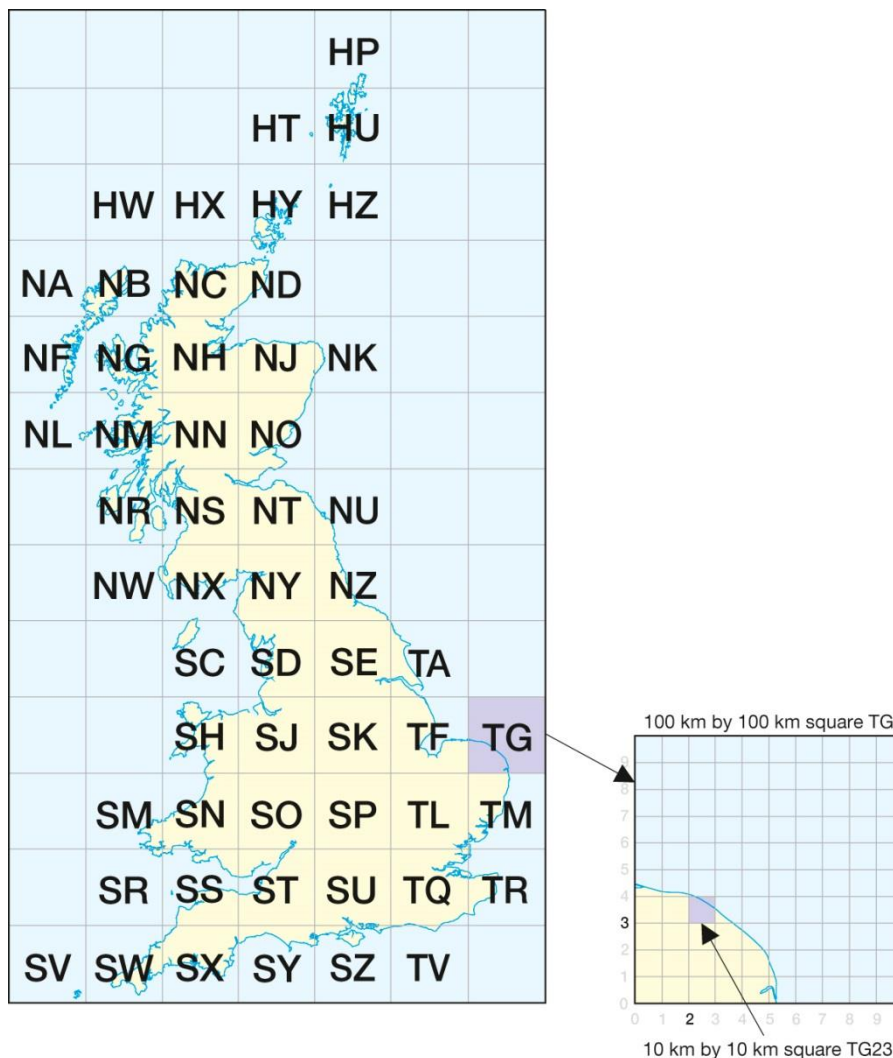 HP
HT HU
HW HX HY HZ
NA NB NC ND
NF NG NH NJ NK
NL NM NN NO
NR NS NT NU
NW NX NY NZ
SC SD SE TA
SH SJ SK TF TG
SM SN SO SP TL TM
SR SS ST SU TQ TR
SV SW SX SY SZ TV
100 km by 100 km square TG
9
8
7
6
5
4
3
2
1
0
0 1 2 3 4 5 6 7 8 9
10 km by 10 km square TG23